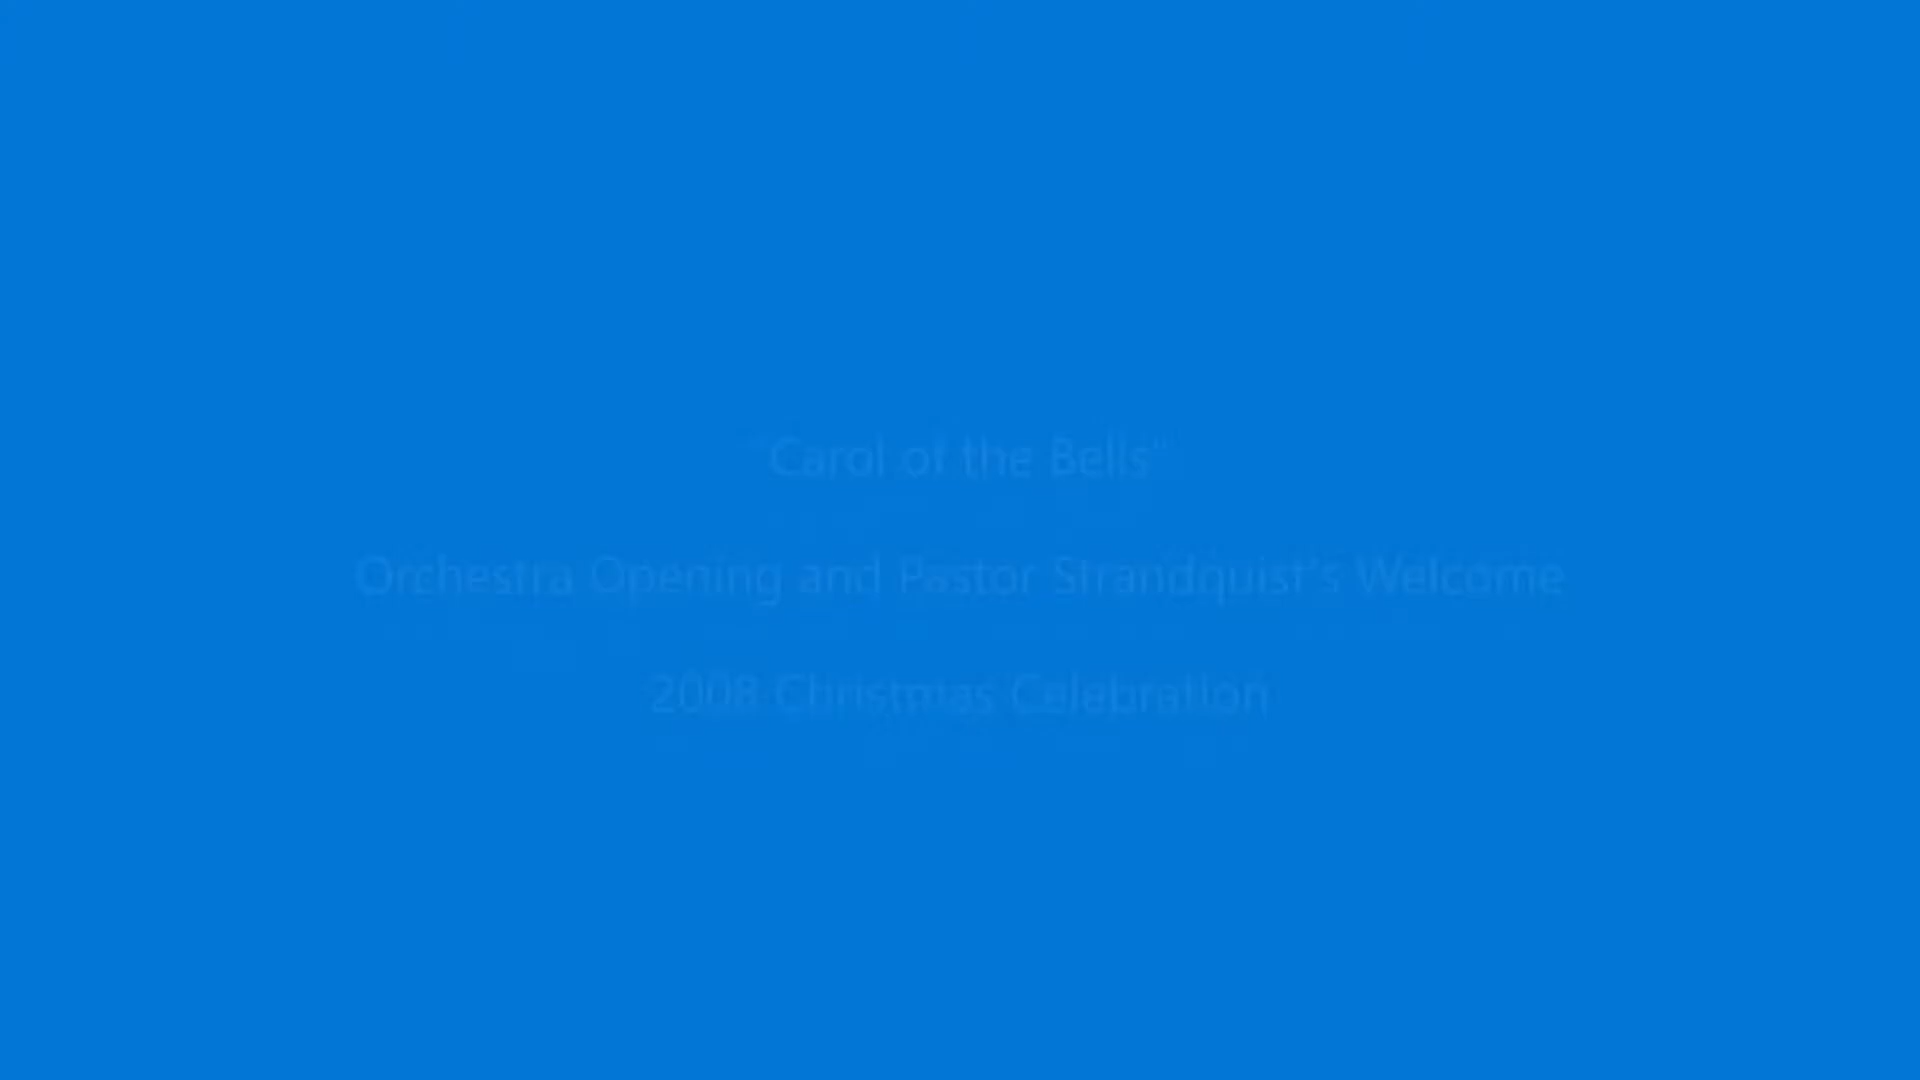 "Carol of the Bells"
Orchestra Opening and Pastor Strandquist's Welcome
2008 Christmas Celebration